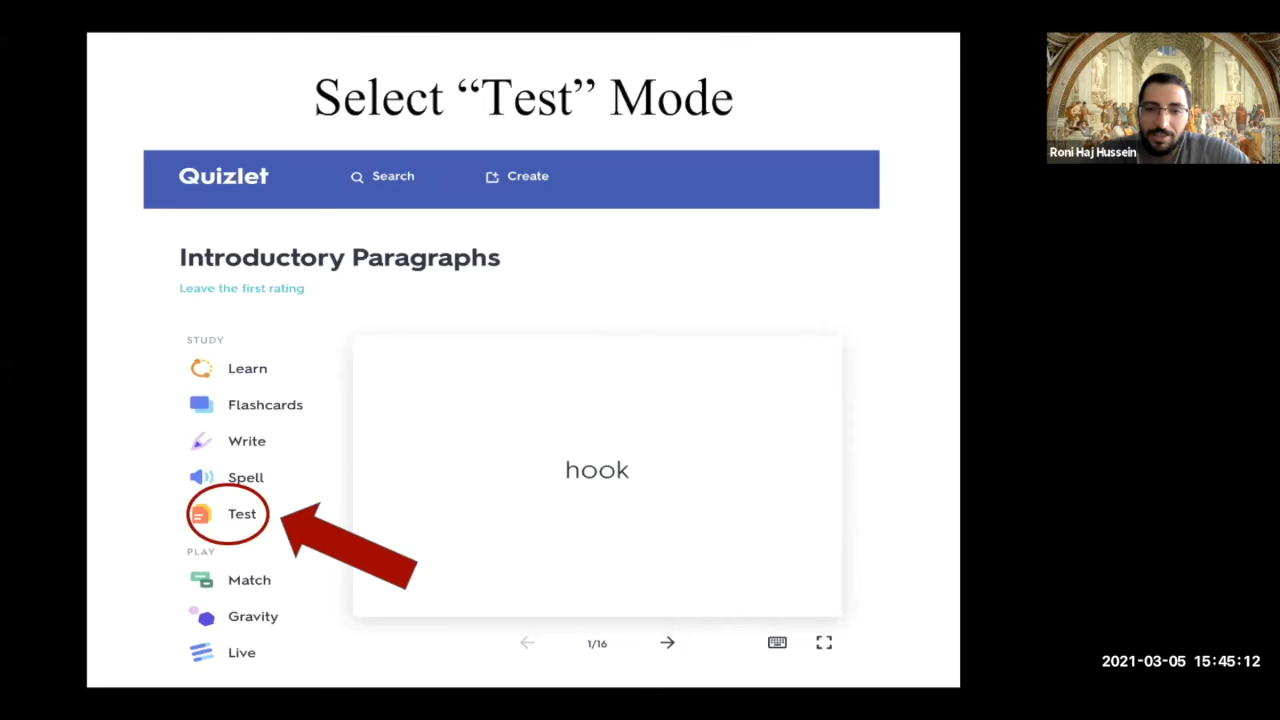 Select “Test” Mode
Quizlet
Search
Create
Introductory Paragraphs
Leave the first rating
STUDY
Learn
Flashcards
Write
Spell
Test
PLAY
Match
Gravity
Live
hook
1/16
Roni Haj Hussein
2021-03-05 15:45:12